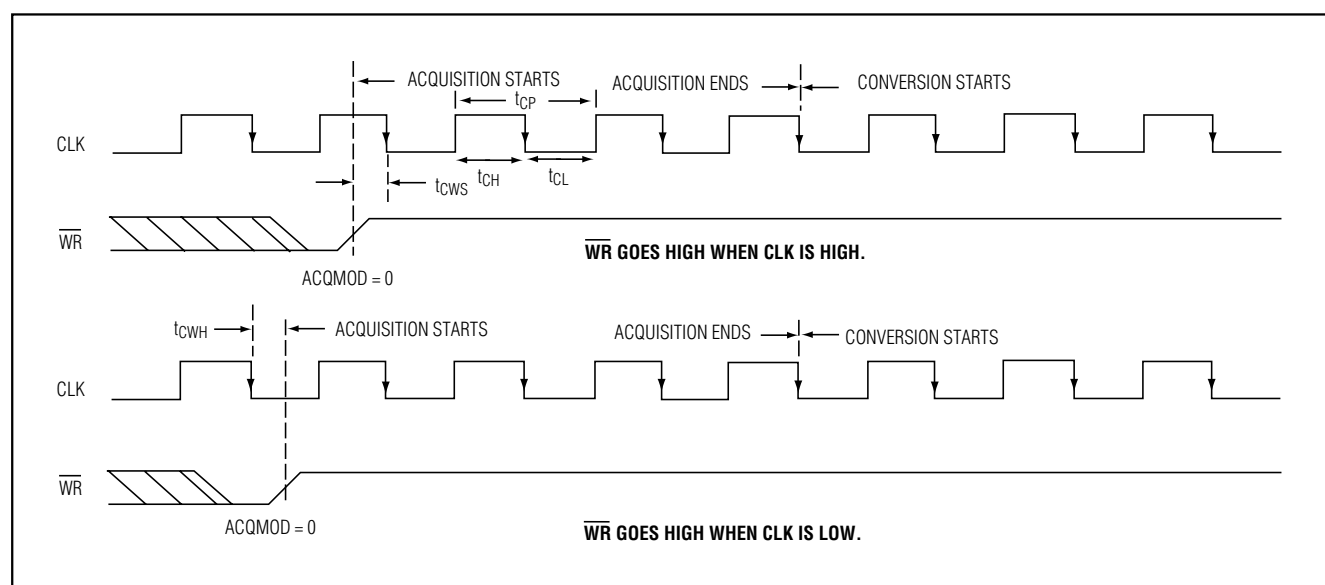 ACQUISITION STARTS
ACQUISITION ENDS
CONVERSION STARTS
tCP
CLK
tCWS
tCH
tCL
WR
WR GOES HIGH WHEN CLK IS HIGH.
ACQMOD = 0
tCWH
ACQUISITION STARTS
ACQUISITION ENDS
CONVERSION STARTS
CLK
WR
ACQMOD = 0
WR GOES HIGH WHEN CLK IS LOW.